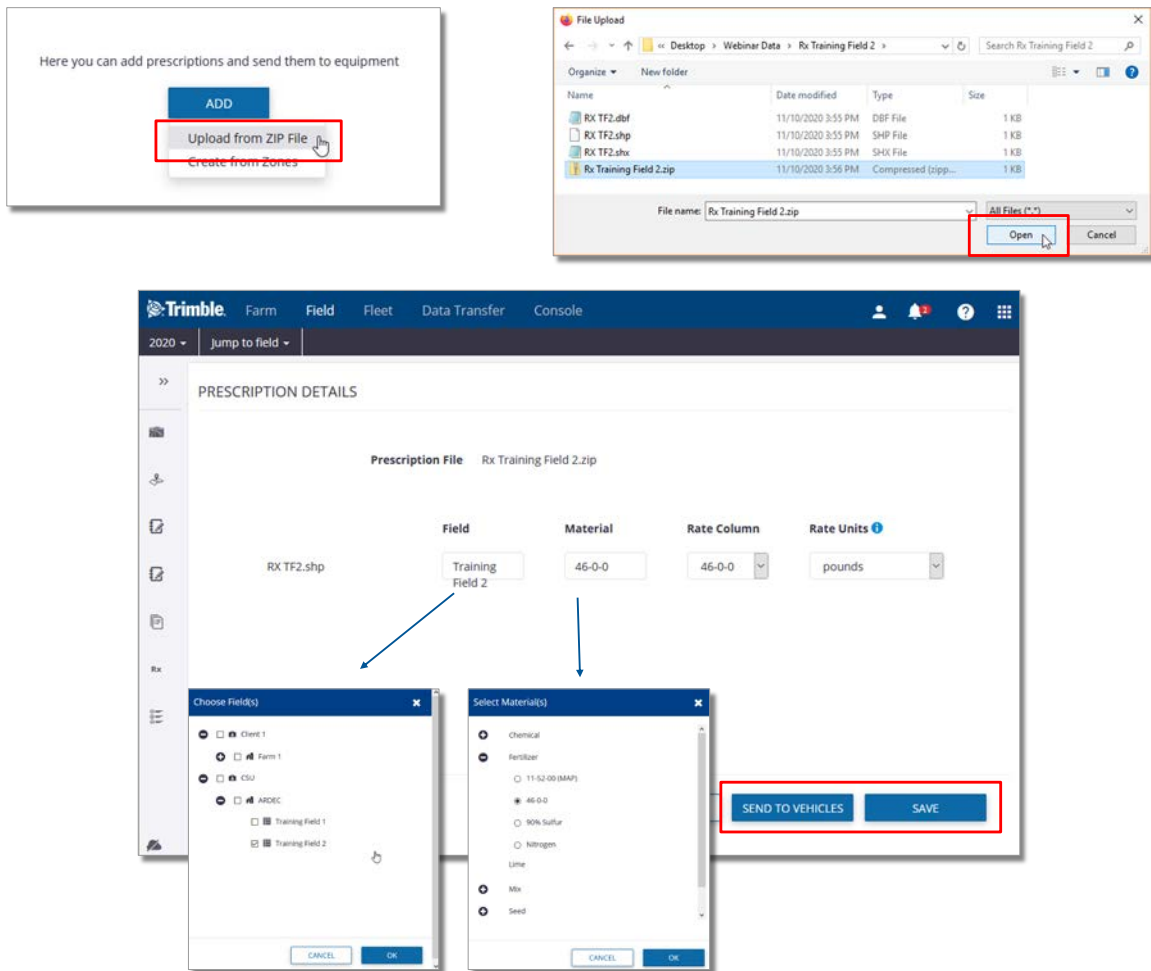 Here you can add prescriptions and send them to equipment
ADD
Upload from ZIP File
Create from Zones
File Upload
« Desktop > Webinar Data > Rx Training Field 2 >
Search Rx Training Field 2
Organize
New folder
Name Date modified Type Size
RX TF2.dbf 11/10/2020 3:55 PM DBF File 1 KB
RX TF2.shp 11/10/2020 3:55 PM SHP File 1 KB
RX TF2.shx 11/10/2020 3:55 PM SHX File 1 KB
Rx Training Field 2.zip 11/10/2020 3:56 PM Compressed (zipp... 1 KB
File name: Rx Training Field 2.zip All Files (*.*)
Open Cancel
Trimble. Farm Field Fleet Data Transfer Console 2
2020 Jump to field
PRESCRIPTION DETAILS
Prescription File Rx Training Field 2.zip
Field Material Rate Column Rate Units
RX TF2.shp Training Field 2 46-0-0 46-0-0 pounds
Rx
SEND TO VEHICLES SAVE
Choose Field(s)
Client 1
Farm 1
CSU
ARDEC
Training Field 1
Training Field 2
CANCEL OK
Select Material(s)
Chemical
Fertilizer
11-52-00 (MAP)
46-0-0
90% Sulfur
Nitrogen
Lime
Mix
Seed
CANCEL OK